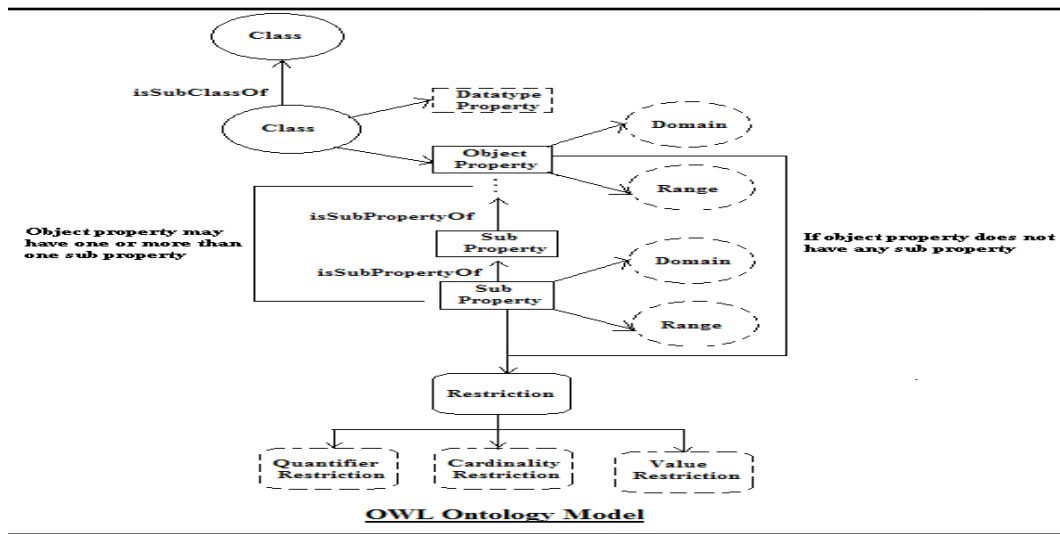 Class
isSubClassOf
Class
Datatype
Property
Domain
Object
Property
Range
isSubPropertyOf
Object property may
have one or more than
one sub property
Sub
Property
If object property does not
have any sub property
Domain
isSubPropertyOf
Sub
Property
Range
Restriction
Quantifier
Restriction
Cardinality
Restriction
Value
Restriction
OWL Ontology Model